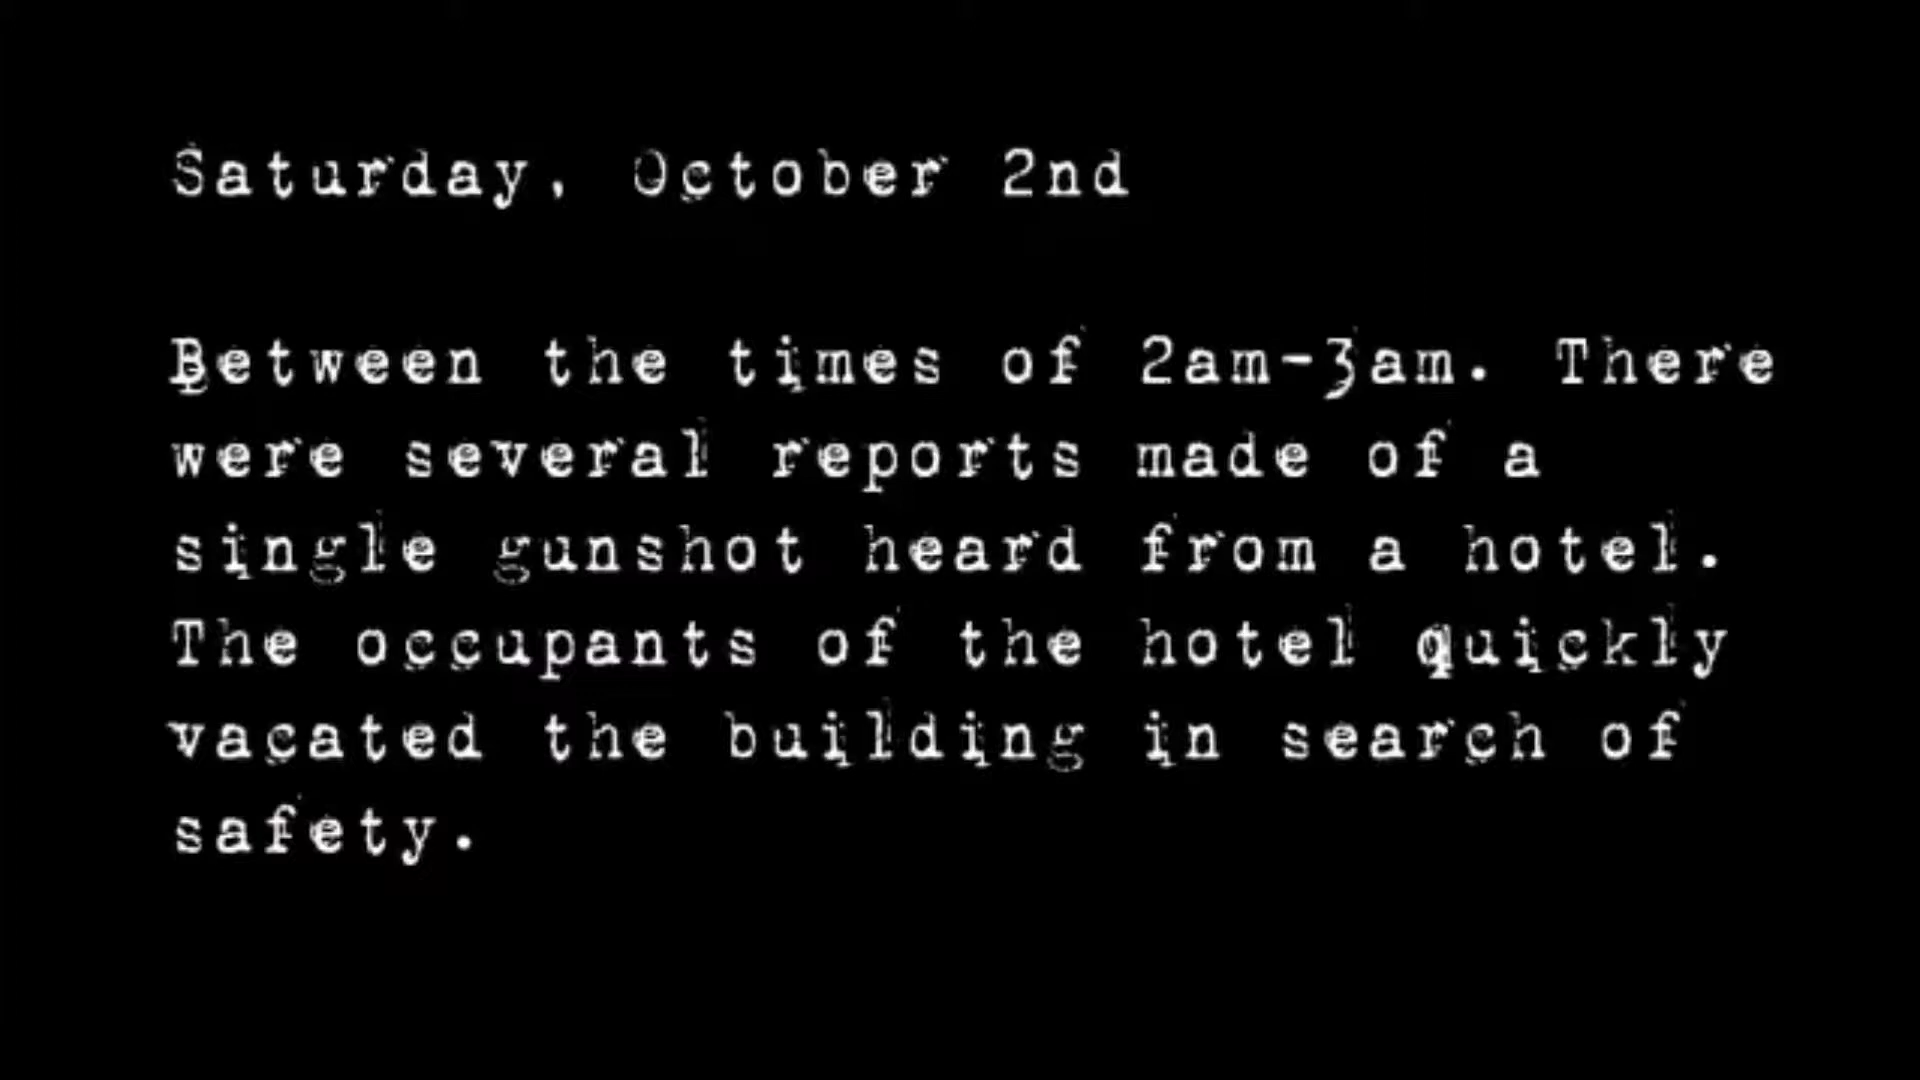 Saturday, October 2nd
Between the times of 2am-3am. There
were several reports made of a
single gunshot heard from a hotel.
The occupants of the hotel quickly
vacated the building in search of
safety.